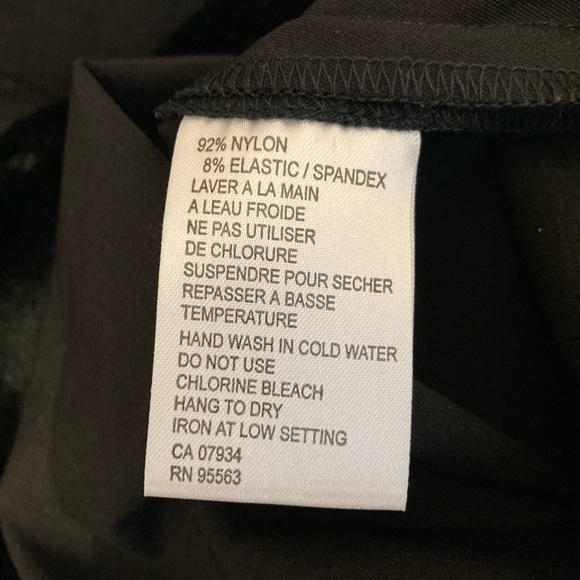 92% NYLON
8% ELASTIC / SPANDEX
LAVER A LA MAIN
A LEAU FROIDE
NE PAS UTILISER
DE CHLORURE
SUSPENDRE POUR SECHER
REPASSER A BASSE
TEMPERATURE
HAND WASH IN COLD WATER
DO NOT USE
CHLORINE BLEACH
HANG TO DRY
IRON AT LOW SETTING
CA 07934
RN 95563